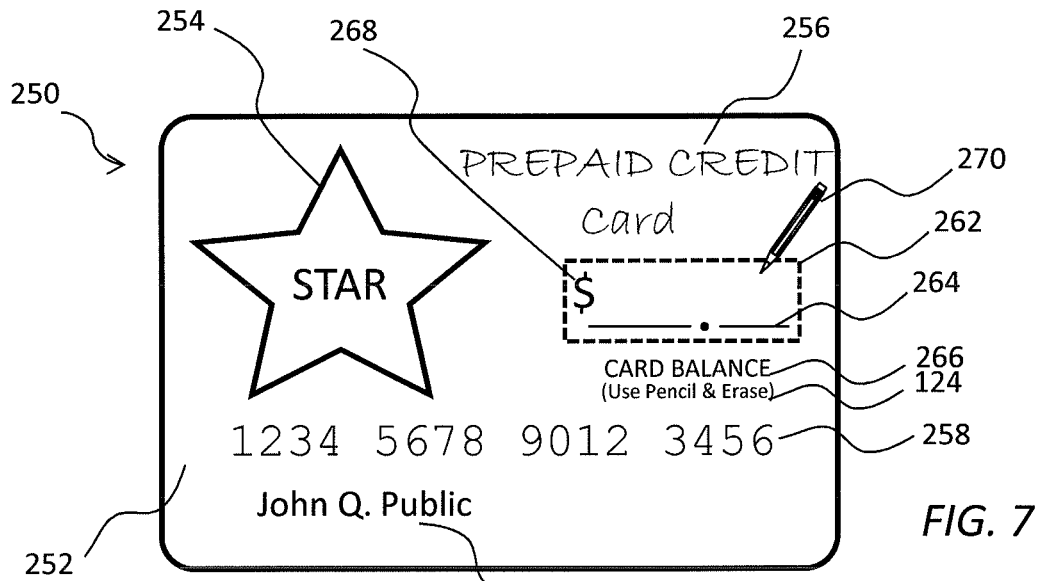 254
268
256
250
PREPAID CREDIT
Card
270
262
STAR
$
264
CARD BALANCE
266
(Use Pencil & Erase)
124
1234 5678 9012 3456
258
John Q. Public
FIG. 7
252